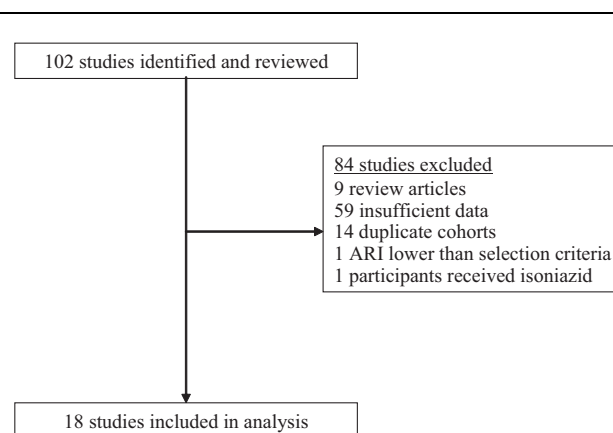 102 studies identified and reviewed
84 studies excluded
9 review articles
59 insufficient data
14 duplicate cohorts
1 ARI lower than selection criteria
1 participants received isoniazid
18 studies included in analysis